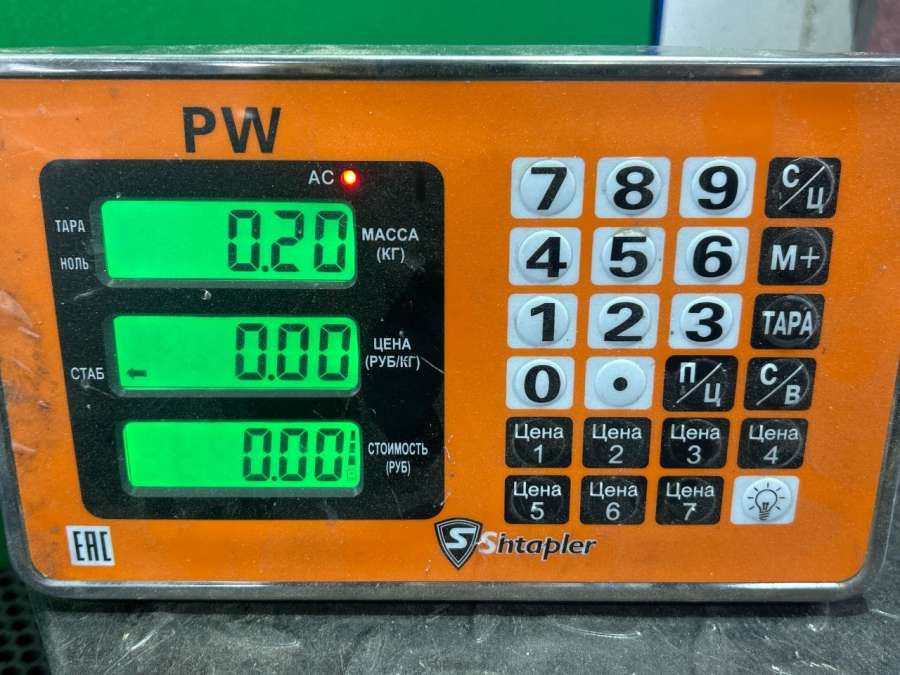 PW
AC
ТАРА
НОЛЬ
0.20
МАССА
(КГ)
СТАБ
0.00
ЦЕНА
(РУБ/КГ)
0.00
СТОИМОСТЬ
(РУБ)
7 8 9 С/Ц
4 5 6 М+
1 2 3 ТАРА
0 . П/Ц С/В
Цена 1 Цена 2 Цена 3 Цена 4
Цена 5 Цена 6 Цена 7
EAC
S Shtapler